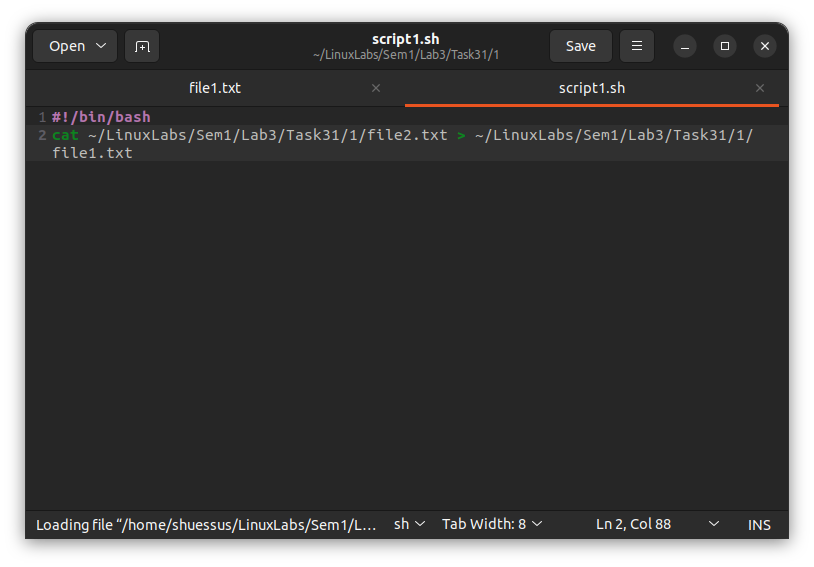 Open
script1.sh
~/LinuxLabs/Sem1/Lab3/Task31/1
Save
file1.txt
script1.sh
1 #!/bin/bash
2 cat ~/LinuxLabs/Sem1/Lab3/Task31/1/file2.txt > ~/LinuxLabs/Sem1/Lab3/Task31/1/
file1.txt
Loading file “/home/shuessus/LinuxLabs/Sem1/L… sh Tab Width: 8 Ln 2, Col 88 INS